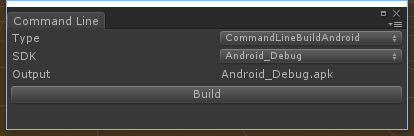 Command Line
Type CommandLineBuildAndroid
SDK Android_Debug
Output Android_Debug.apk
Build